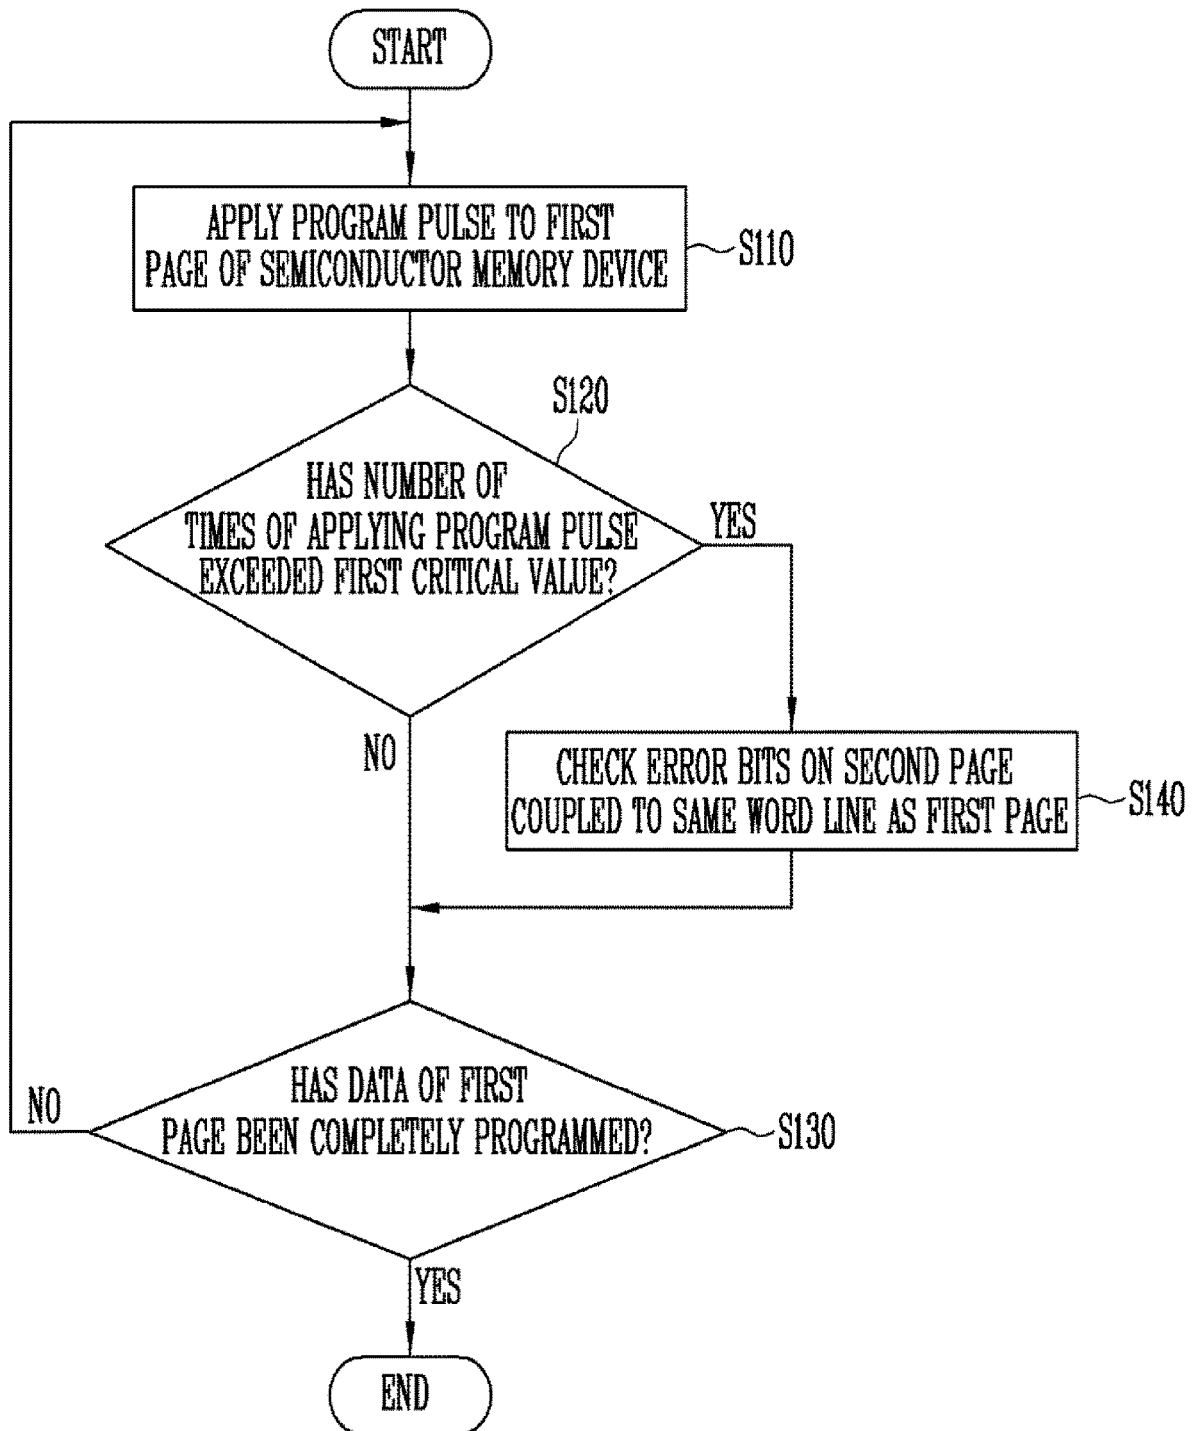 START
APPLY PROGRAM PULSE TO FIRST
PAGE OF SEMICONDUCTOR MEMORY DEVICE
S110
S120
HAS NUMBER OF
TIMES OF APPLYING PROGRAM PULSE
EXCEEDED FIRST CRITICAL VALUE?
YES
NO
CHECK ERROR BITS ON SECOND PAGE
COUPLED TO SAME WORD LINE AS FIRST PAGE
S140
HAS DATA OF FIRST
PAGE BEEN COMPLETELY PROGRAMMED?
NO
S130
YES
END